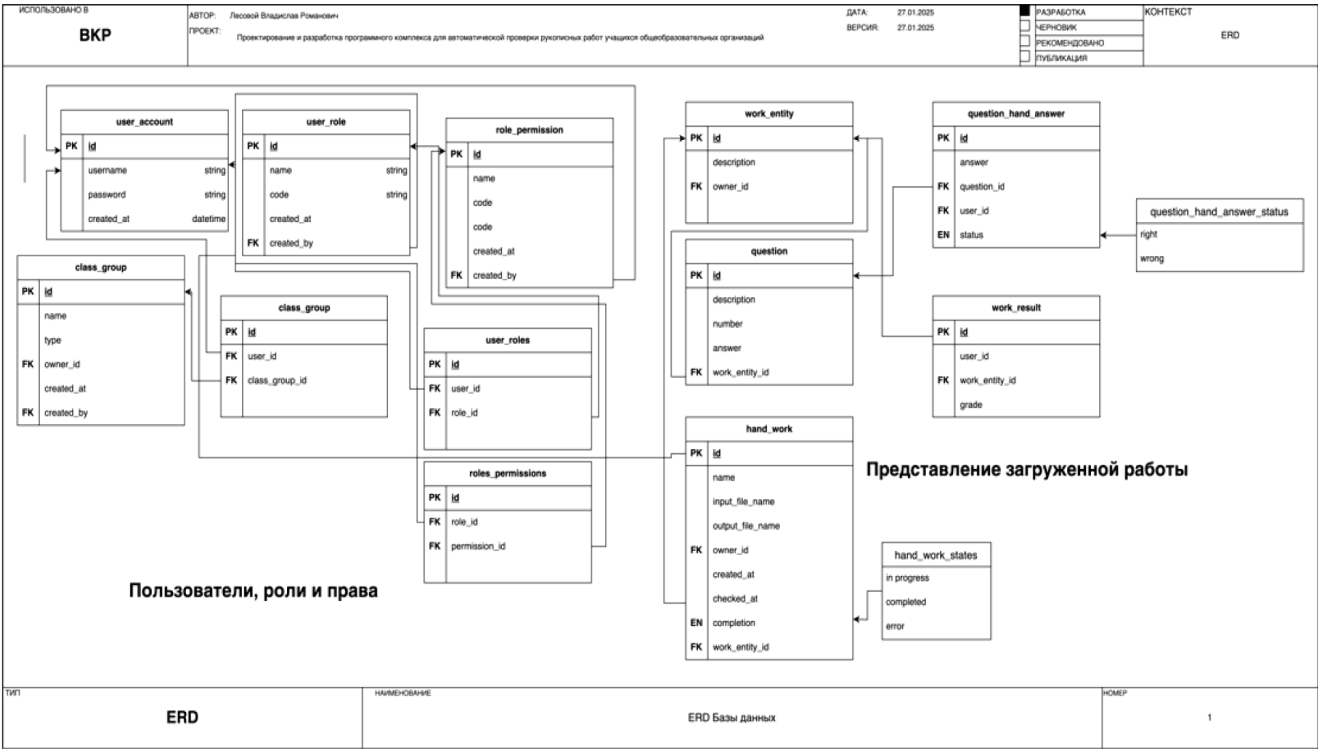 ИСПОЛЬЗОВАНО В
ВКР
АВТОР: Лесовой Владислав Романович
ПРОЕКТ: Проектирование и разработка программного комплекса для автоматической проверки рукописных работ учащихся общеобразовательных организаций
ДАТА: 27.01.2025
ВЕРСИЯ: 27.01.2025
РАЗРАБОТКА
ЧЕРНОВИК
РЕКОМЕНДОВАНО
ПУБЛИКАЦИЯ
КОНТЕКСТ
ERD
user_account
PK id
username string
password string
created_at datetime
user_role
PK id
name string
code string
created_at
FK created_by
role_permission
PK id
name
code
code
created_at
FK created_by
class_group
PK id
name
type
FK owner_id
created_at
FK created_by
class_group
PK id
FK user_id
FK class_group_id
user_roles
PK id
FK user_id
FK role_id
roles_permissions
PK id
FK role_id
FK permission_id
Пользователи, роли и права
work_entity
PK id
description
FK owner_id
question
PK id
description
number
answer
FK work_entity_id
hand_work
PK id
name
input_file_name
output_file_name
FK owner_id
created_at
checked_at
EN completion
FK work_entity_id
question_hand_answer
PK id
answer
FK question_id
FK user_id
EN status
question_hand_answer_status
right
wrong
work_result
PK id
user_id
FK work_entity_id
grade
Представление загруженной работы
hand_work_states
in progress
completed
error
ТИП
ERD
НАИМЕНОВАНИЕ
ERD Базы данных
НОМЕР
1